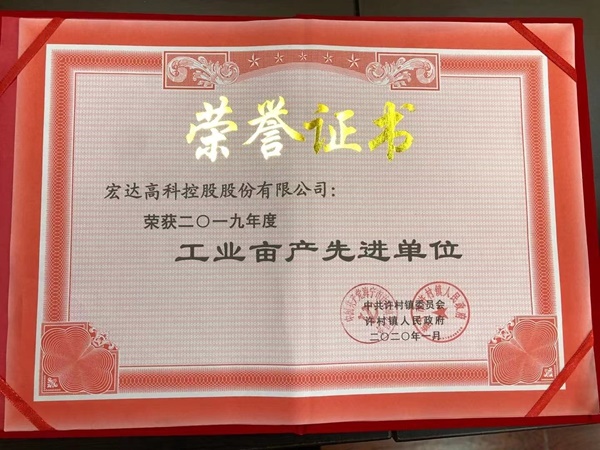 荣誉证书
宏达高科控股股份有限公司：
荣获二〇一九年度
工业亩产先进单位
中共许村镇委员会
许村镇人民政府
二〇二〇年一月